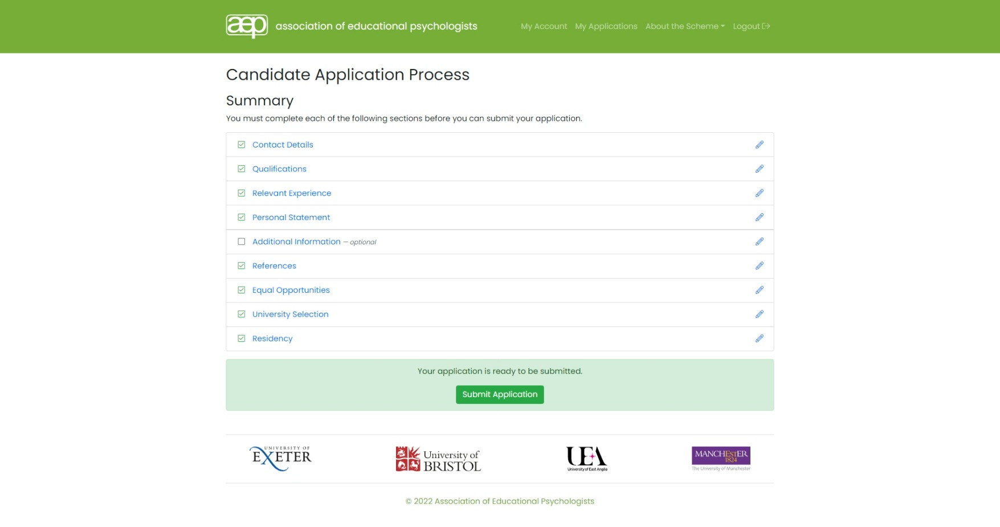 aep association of educational psychologists
My Account My Applications About the Scheme Logout
Candidate Application Process
Summary
You must complete each of the following sections before you can submit your application.
Contact Details
Qualifications
Relevant Experience
Personal Statement
Additional Information — optional
References
Equal Opportunities
University Selection
Residency
Your application is ready to be submitted.
Submit Application
UNIVERSITY OF
EXETER
University of
BRISTOL
UEA
University of East Anglia
MANCHESTER
1824
The University of Manchester
© 2022 Association of Educational Psychologists